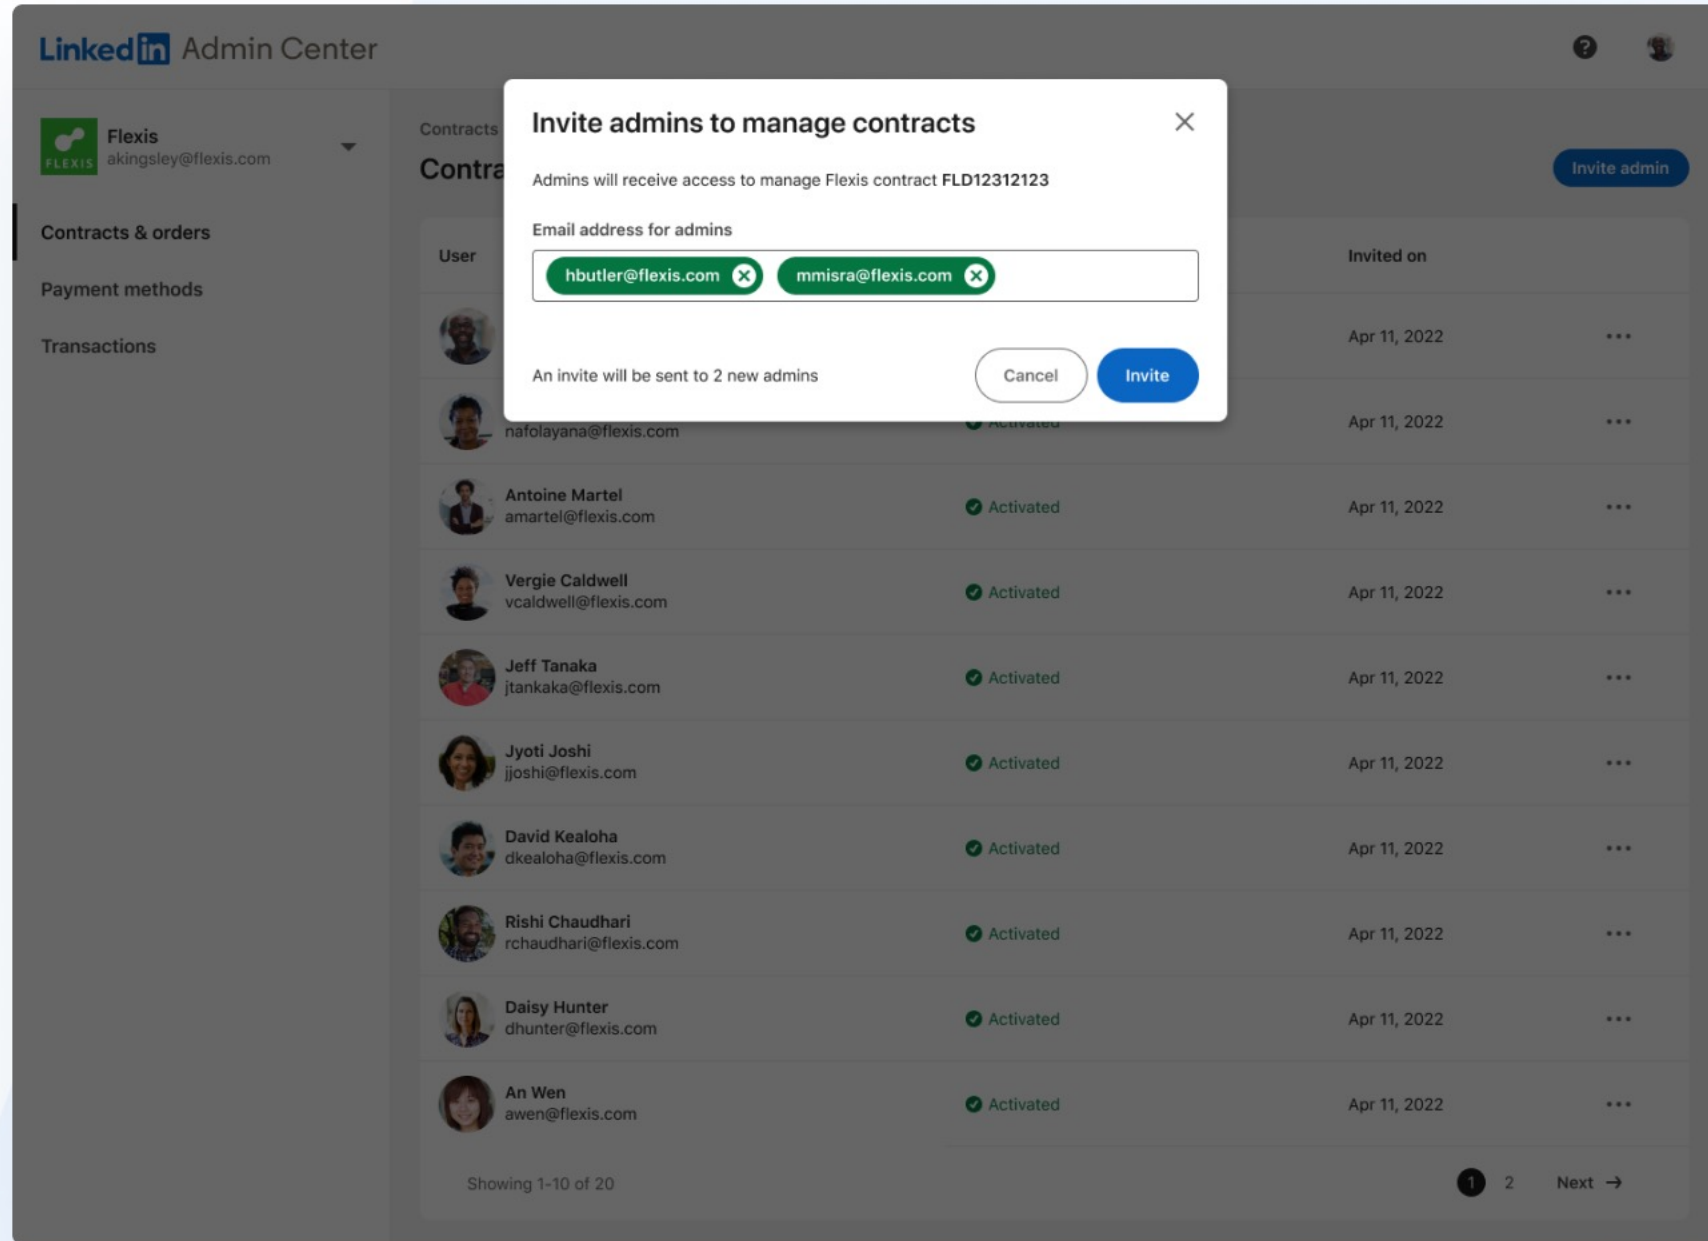 Linkedin Admin Center
?
FLEXIS
Flexis
akingsley@flexis.com
Contracts & orders
Payment methods
Transactions
Contracts
Invite admin
Invite admins to manage contracts
Admins will receive access to manage Flexis contract FLD12312123
Email address for admins
hbutler@flexis.com mmisra@flexis.com
An invite will be sent to 2 new admins
Cancel Invite
User Invited on
Apr 11, 2022
nafolayana@flexis.com Activated Apr 11, 2022
Antoine Martel
amartel@flexis.com
Activated Apr 11, 2022
Vergie Caldwell
vcaldwell@flexis.com
Activated Apr 11, 2022
Jeff Tanaka
jtankaka@flexis.com
Activated Apr 11, 2022
Jyoti Joshi
jjoshi@flexis.com
Activated Apr 11, 2022
David Kealoha
dkealoha@flexis.com
Activated Apr 11, 2022
Rishi Chaudhari
rchaudhari@flexis.com
Activated Apr 11, 2022
Daisy Hunter
dhunter@flexis.com
Activated Apr 11, 2022
An Wen
awen@flexis.com
Activated Apr 11, 2022
Showing 1-10 of 20
1 2 Next →